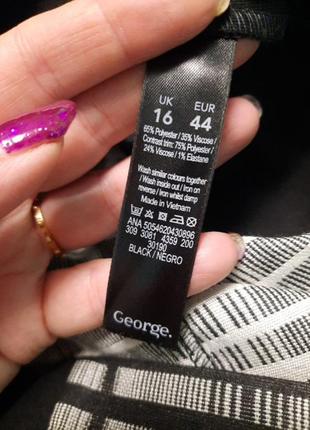 UK EUR
16 44
65% Polyester / 35% Viscose /
Contrast trim: 75% Polyester /
24% Viscose / 1% Elastane
Wash similar colours together
/ Wash inside out / Iron on
reverse / Iron whilst damp
Made in Vietnam
ANA 5054620430896
309 3081 4359 200
30190
BLACK / NEGRO
George.